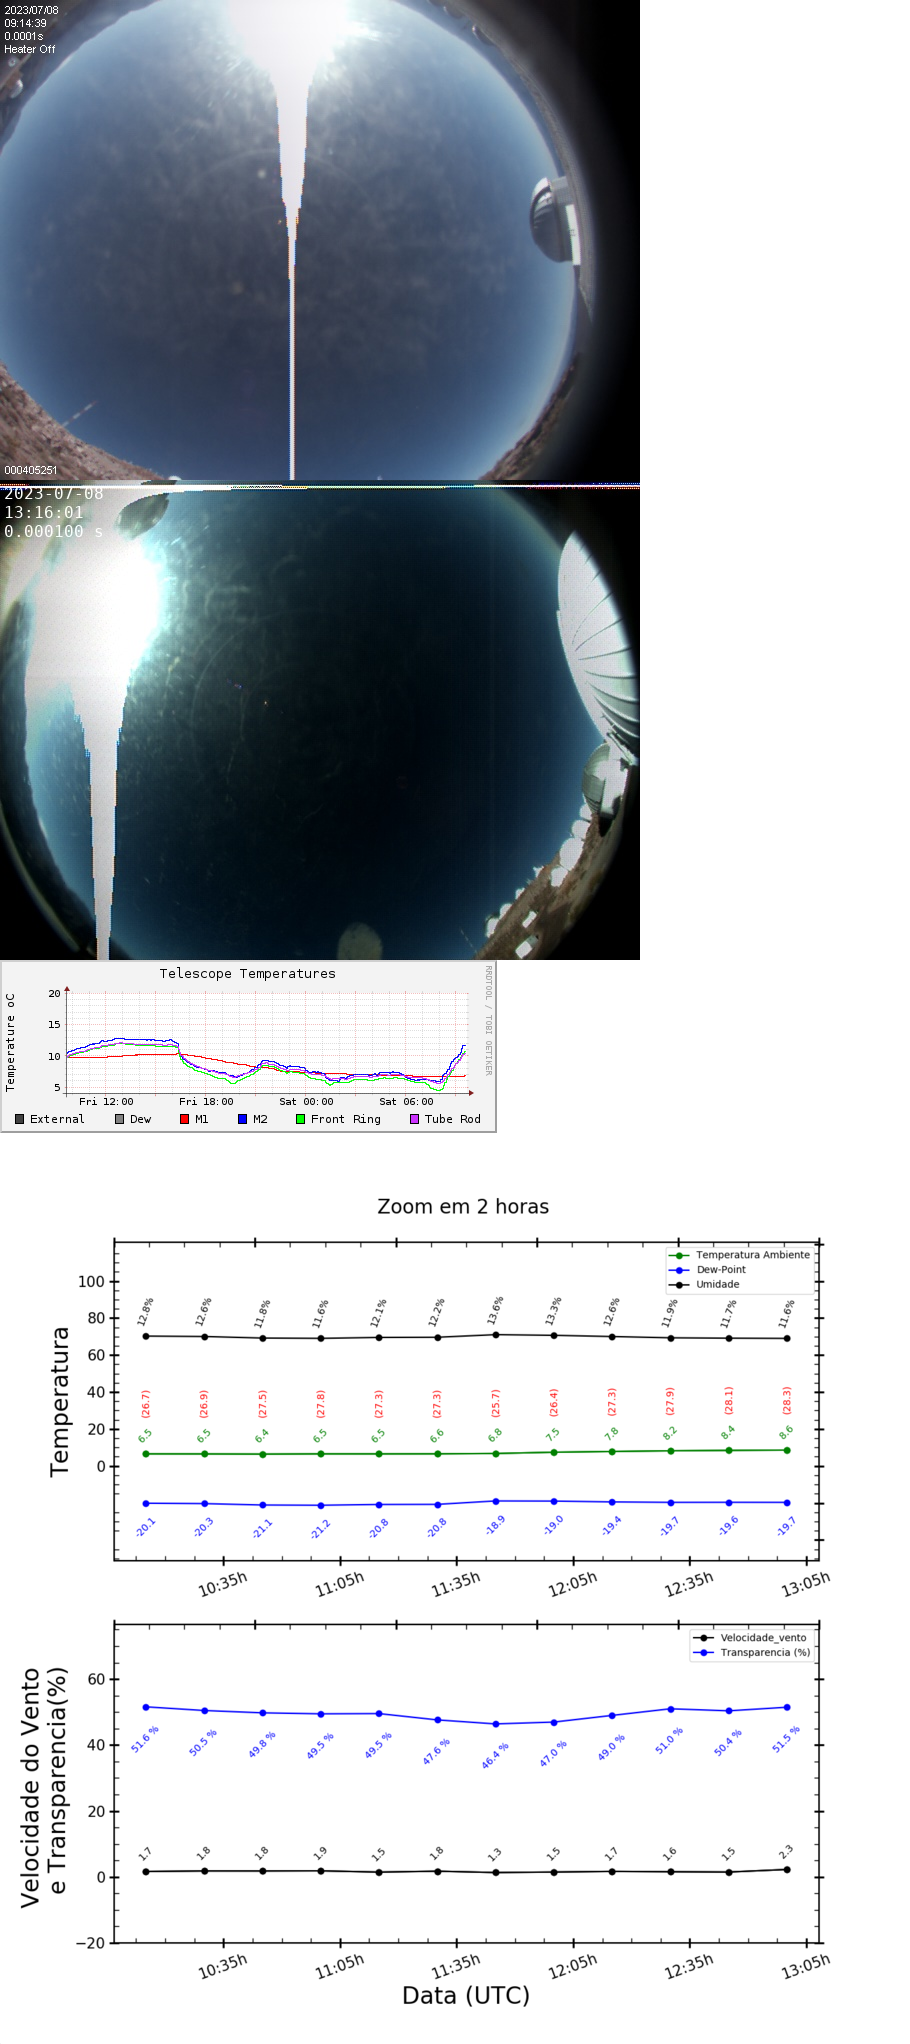 2023/07/08
09:14:39
0.0001s
Heater Off
000405251
2023-07-08
13:16:01
0.000100 s
Telescope Temperatures
RRDTOOL / TOBI OETIKER
Temperature oC
20
15
10
5
Fri 12:00 Fri 18:00 Sat 00:00 Sat 06:00
External Dew M1 M2 Front Ring Tube Rod
Zoom em 2 horas
Temperatura Ambiente
Dew-Point
Umidade
Temperatura
100
80
60
40
20
0
12.8% 12.6% 11.8% 11.6% 12.1% 12.2% 13.6% 13.3% 12.6% 11.9% 11.7% 11.6%
(26.7) (26.9) (27.5) (27.8) (27.3) (27.3) (25.7) (26.4) (27.3) (27.9) (28.1) (28.3)
6.5 6.5 6.4 6.5 6.5 6.6 6.8 7.5 7.8 8.2 8.4 8.6
-20.1 -20.3 -21.1 -21.2 -20.8 -20.8 -18.9 -19.0 -19.4 -19.7 -19.6 -19.7
10:35h 11:05h 11:35h 12:05h 12:35h 13:05h
Velocidade_vento
Transparencia (%)
Velocidade do Vento
e Transparencia(%)
60
40
20
0
−20
51.6 % 50.5 % 49.8 % 49.5 % 49.5 % 47.6 % 46.4 % 47.0 % 49.0 % 51.0 % 50.4 % 51.5 %
1.7 1.8 1.8 1.9 1.5 1.8 1.3 1.5 1.7 1.6 1.5 2.3
10:35h 11:05h 11:35h 12:05h 12:35h 13:05h
Data (UTC)